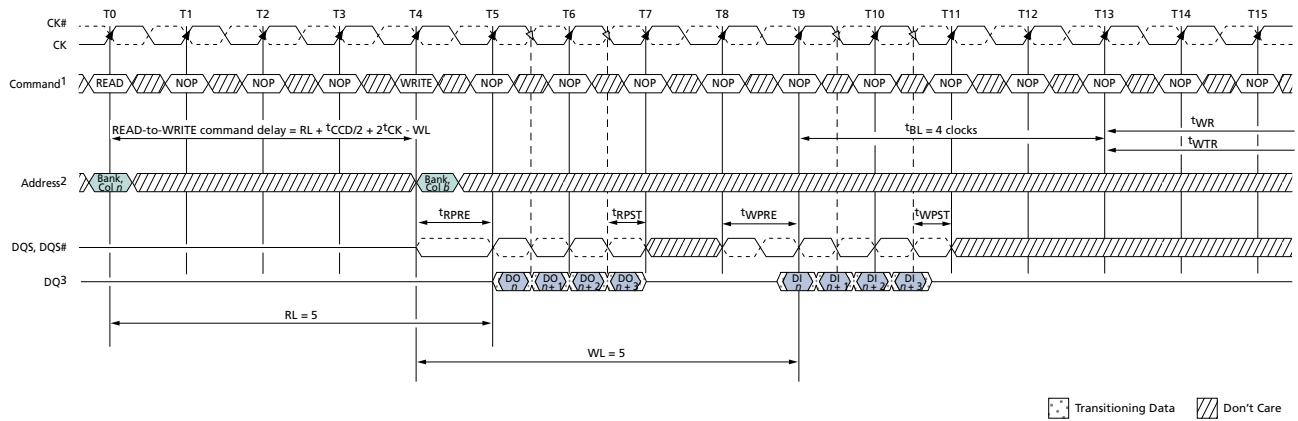 T0 T1 T2 T3 T4 T5 T6 T7 T8 T9 T10 T11 T12 T13 T14 T15
CK#
CK
Command1 READ NOP NOP NOP WRITE NOP NOP NOP NOP NOP NOP NOP NOP NOP NOP NOP
READ-to-WRITE command delay = RL + tCCD/2 + 2tCK - WL
tBL = 4 clocks
tWR
tWTR
Address2
Bank, Col n
Bank, Col b
tRPRE tRPST tWPRE tWPST
DQS, DQS#
DQ3
DO n
DO n + 1
DO n + 2
DO n + 3
DI n
DI n + 1
DI n + 2
DI n + 3
RL = 5
WL = 5
Transitioning Data Don't Care